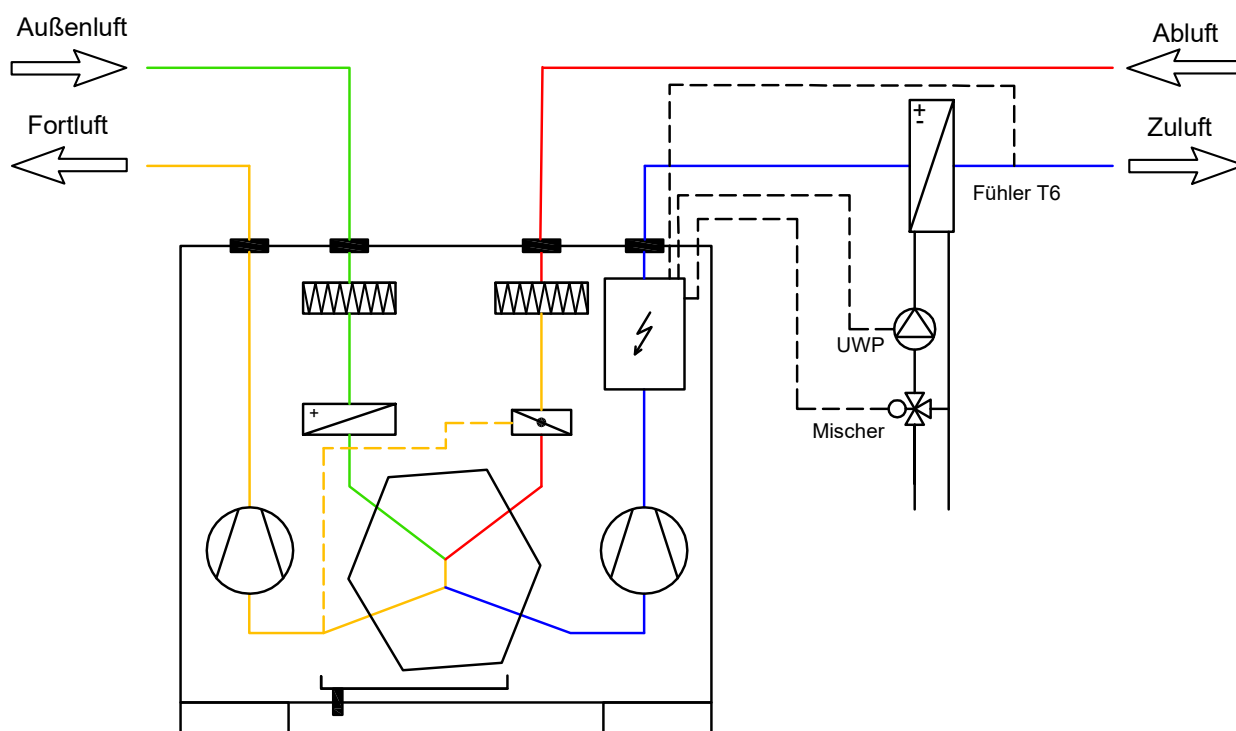 Außenluft
Abluft
Fortluft
Zuluft
+
-
Fühler T6
UWP
+
Mischer